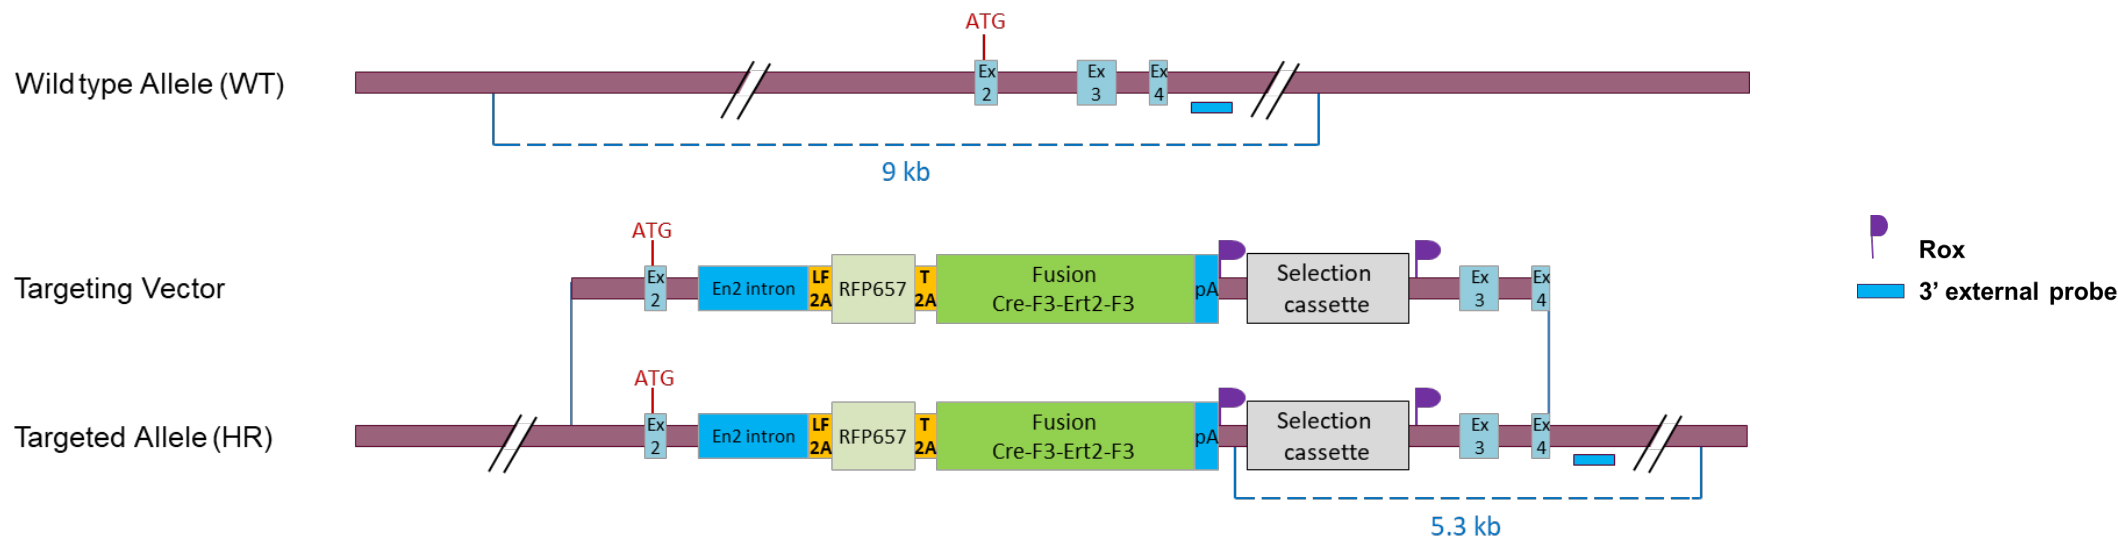 ATG
Wild type Allele (WT)
Ex
2
Ex
3
Ex
4
9 kb
ATG
Targeting Vector
Ex
2
En2 intron
LF
2A
RFP657
T
2A
Fusion
Cre-F3-Ert2-F3
pA
Selection
cassette
Ex
3
Ex
4
Rox
3' external probe
ATG
Targeted Allele (HR)
Ex
2
En2 intron
LF
2A
RFP657
T
2A
Fusion
Cre-F3-Ert2-F3
pA
Selection
cassette
Ex
3
Ex
4
5.3 kb